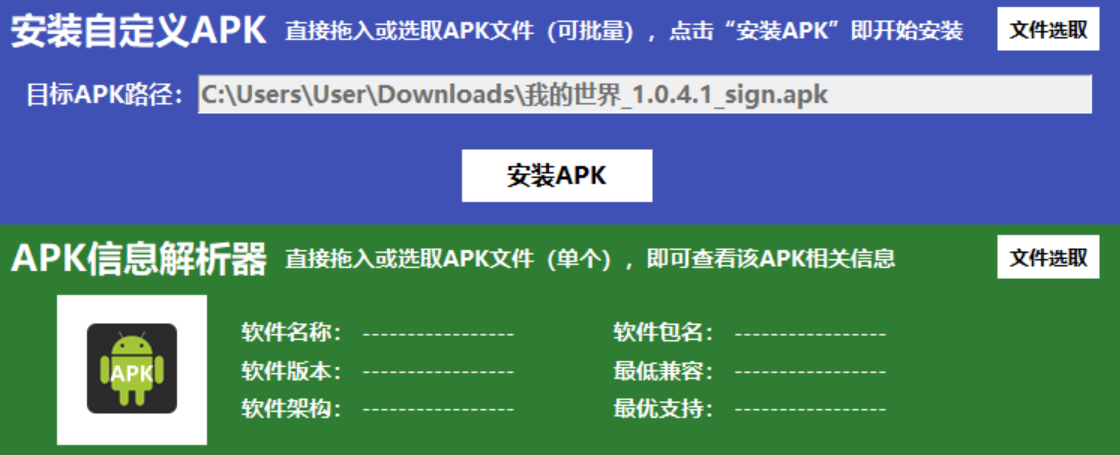 安装自定义APK 直接拖入或选取APK文件（可批量），点击“安装APK”即开始安装 文件选取
目标APK路径： C:\Users\User\Downloads\我的世界_1.0.4.1_sign.apk
安装APK
APK信息解析器 直接拖入或选取APK文件（单个），即可查看该APK相关信息 文件选取
APK
软件名称： ----------------- 软件包名： -----------------
软件版本： ----------------- 最低兼容： -----------------
软件架构： ----------------- 最优支持： -----------------